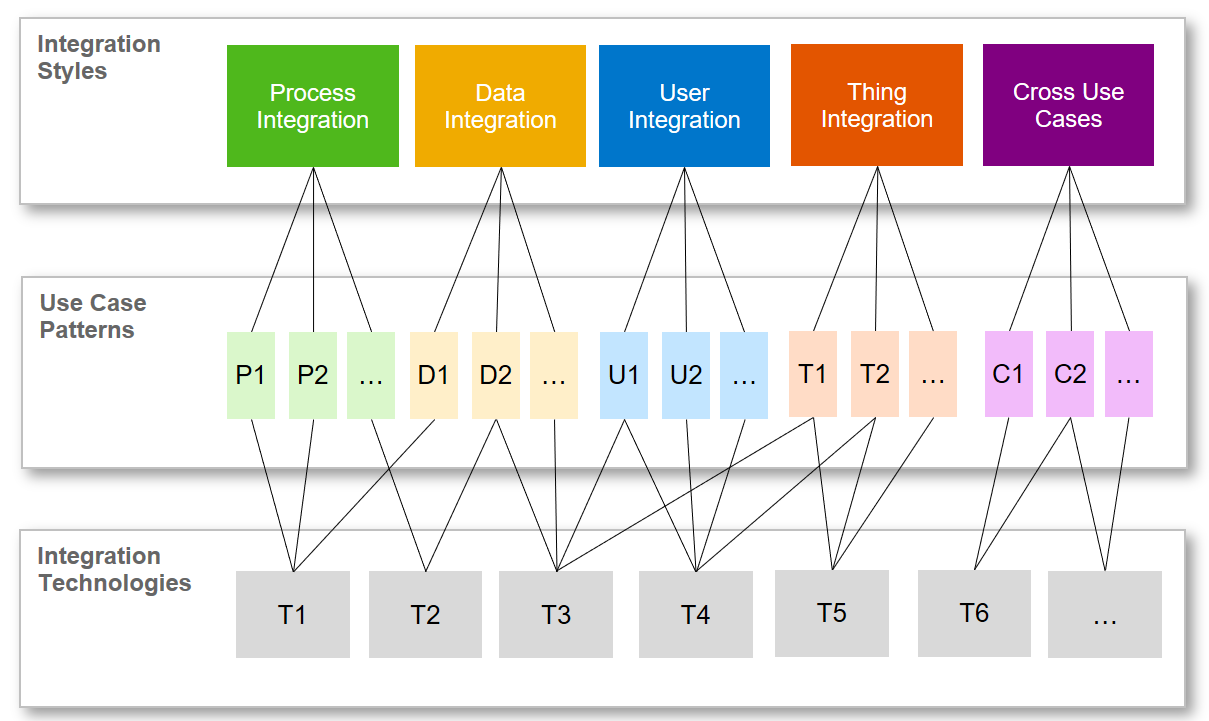 Integration
Styles
Process
Integration
Data
Integration
User
Integration
Thing
Integration
Cross Use
Cases
Use Case
Patterns
P1
P2
...
D1
D2
...
U1
U2
...
T1
T2
...
C1
C2
...
Integration
Technologies
T1
T2
T3
T4
T5
T6
...